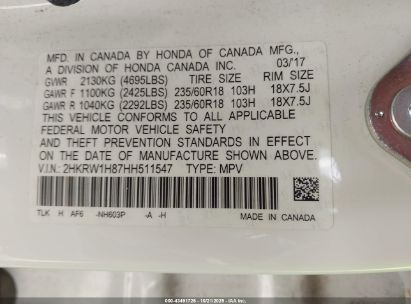 MFD. IN CANADA BY HONDA OF CANADA MFG.,
A DIVISION OF HONDA CANADA INC. 03/17
GVWR 2130KG (4695LBS) TIRE SIZE RIM SIZE
GAWR F 1100KG (2425LBS) 235/60R18 103H 18X7.5J
GAWR R 1040KG (2292LBS) 235/60R18 103H 18X7.5J
THIS VEHICLE CONFORMS TO ALL APPLICABLE
FEDERAL MOTOR VEHICLE SAFETY
AND THEFT PREVENTION STANDARDS IN EFFECT
ON THE DATE OF MANUFACTURE SHOWN ABOVE.
V.I.N: 2HKRW1H87HH511547 TYPE: MPV
TLK H AF6 -NH603P -A -H MADE IN CANADA